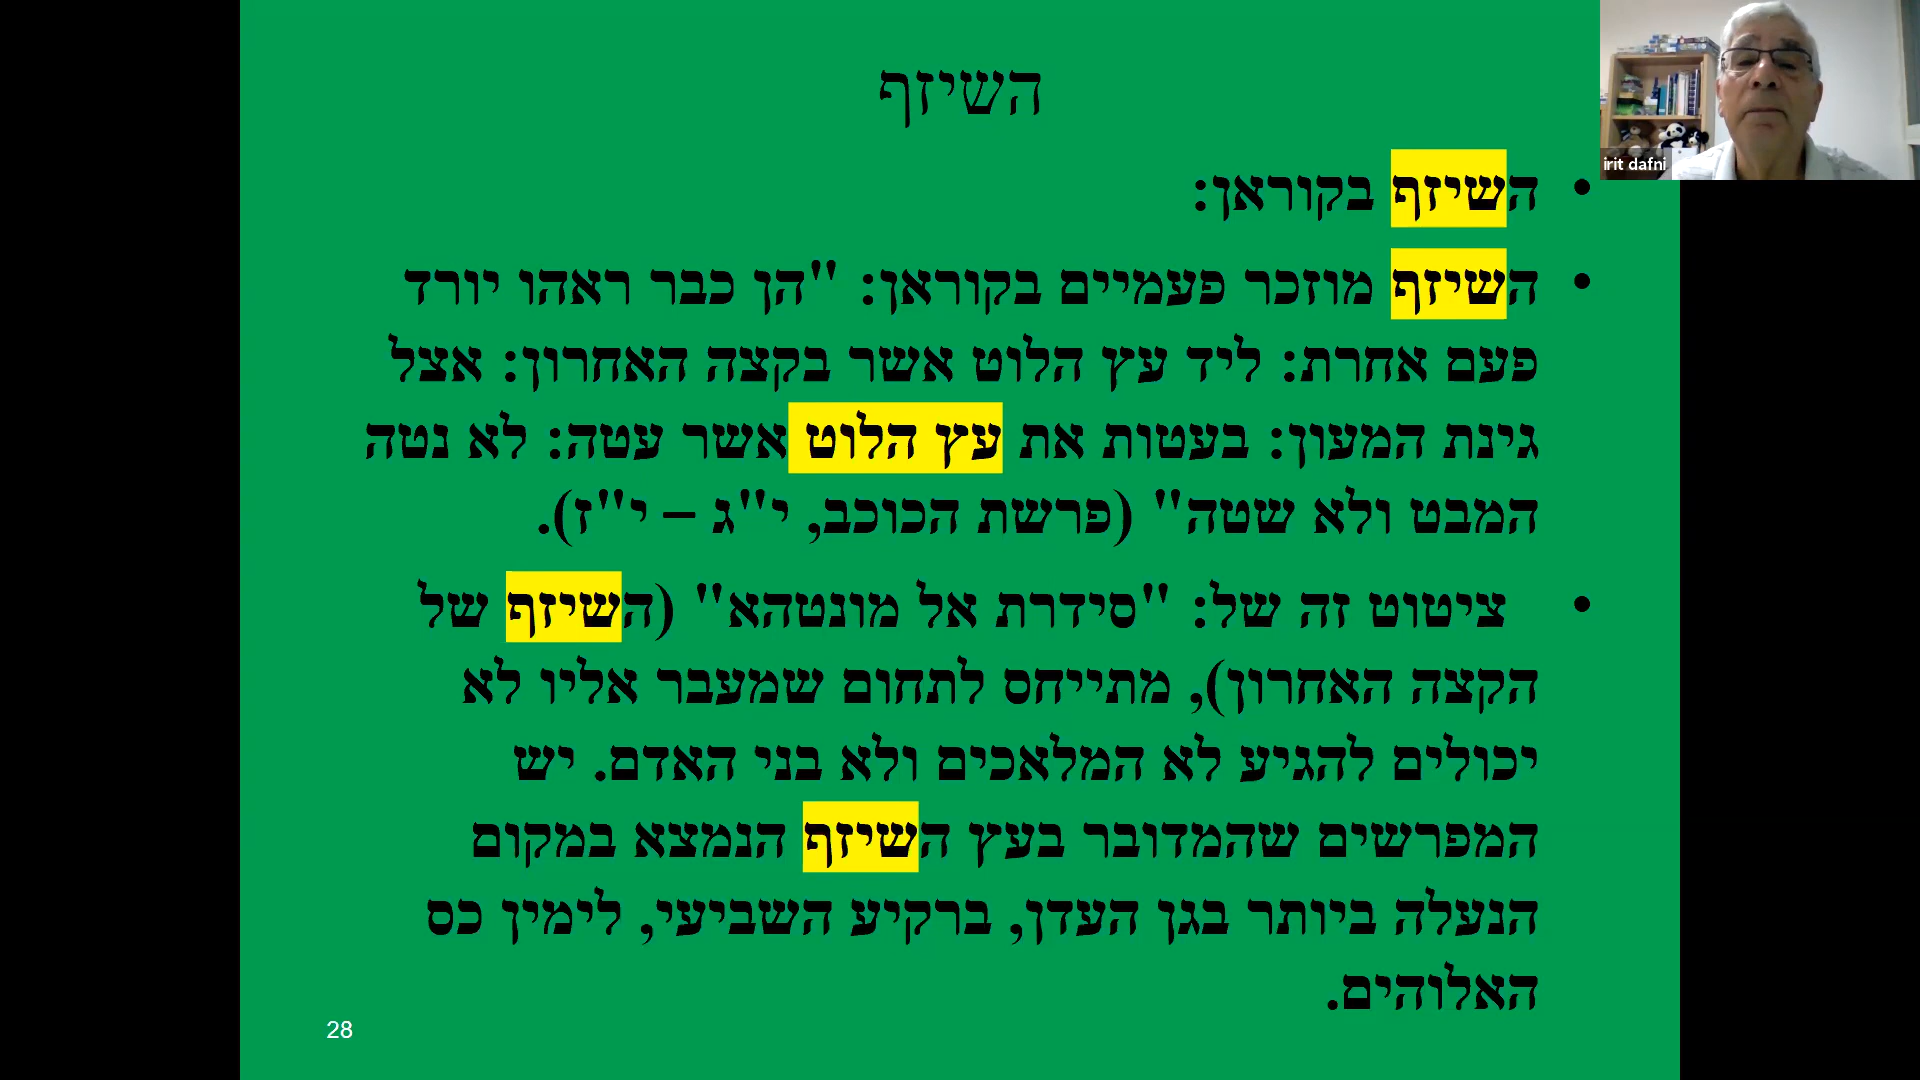 השיזף
irit dafni
• השיזף בקוראן:
• השיזף מוזכר פעמיים בקוראן: "הן כבר ראהו יורד
פעם אחרת: ליד עץ הלוט אשר בקצה האחרון: אצל
גינת המעון: בעטות את עץ הלוט אשר עטה: לא נטה
המבט ולא שטה" (פרשת הכוכב, י"ג – י"ז).
• ציטוט זה של: "סידרת אל מונטהא" (השיזף של
הקצה האחרון), מתייחס לתחום שמעבר אליו לא
יכולים להגיע לא המלאכים ולא בני האדם. יש
המפרשים שהמדובר בעץ השיזף הנמצא במקום
הנעלה ביותר בגן העדן, ברקיע השביעי, לימין כס
האלוהים.
28